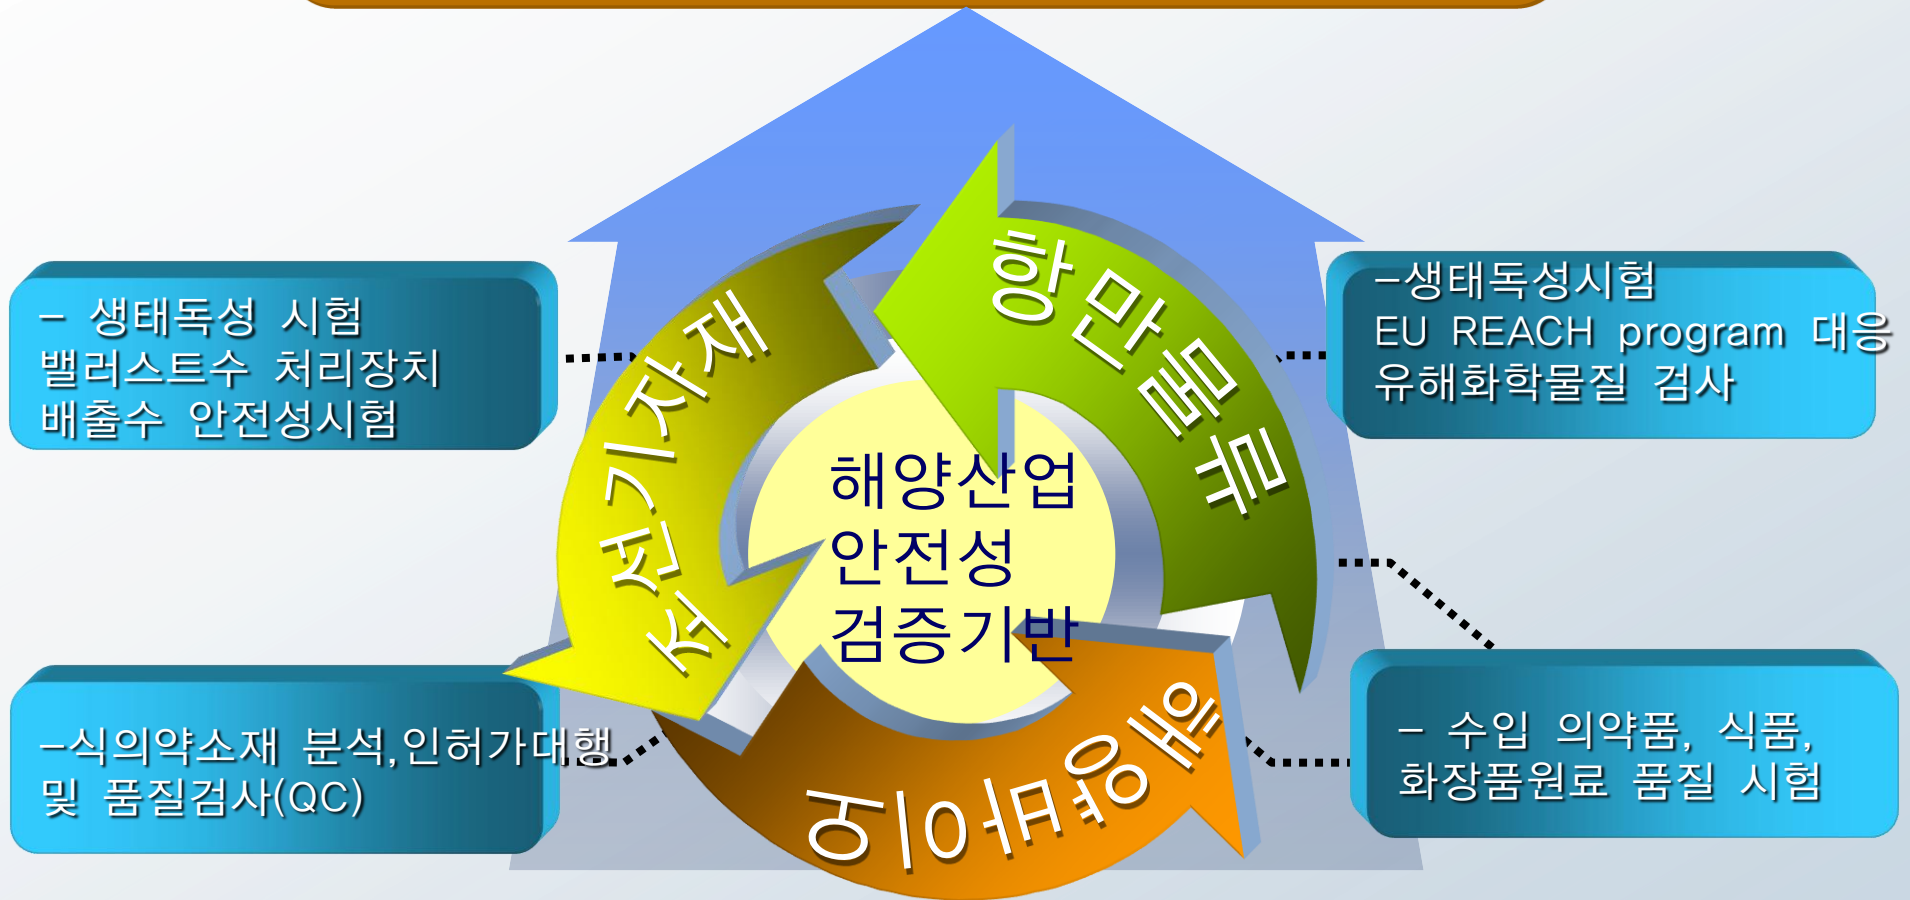 - 생태독성 시험
밸러스트수 처리장치
배출수 안전성시험
-생태독성시험
EU REACH program 대응
유해화학물질 검사
조선기자재
항만물류
해양바이오
해양산업
안전성
검증기반
-식의약소재 분석,인허가대행
및 품질검사(QC)
- 수입 의약품, 식품,
화장품원료 품질 시험